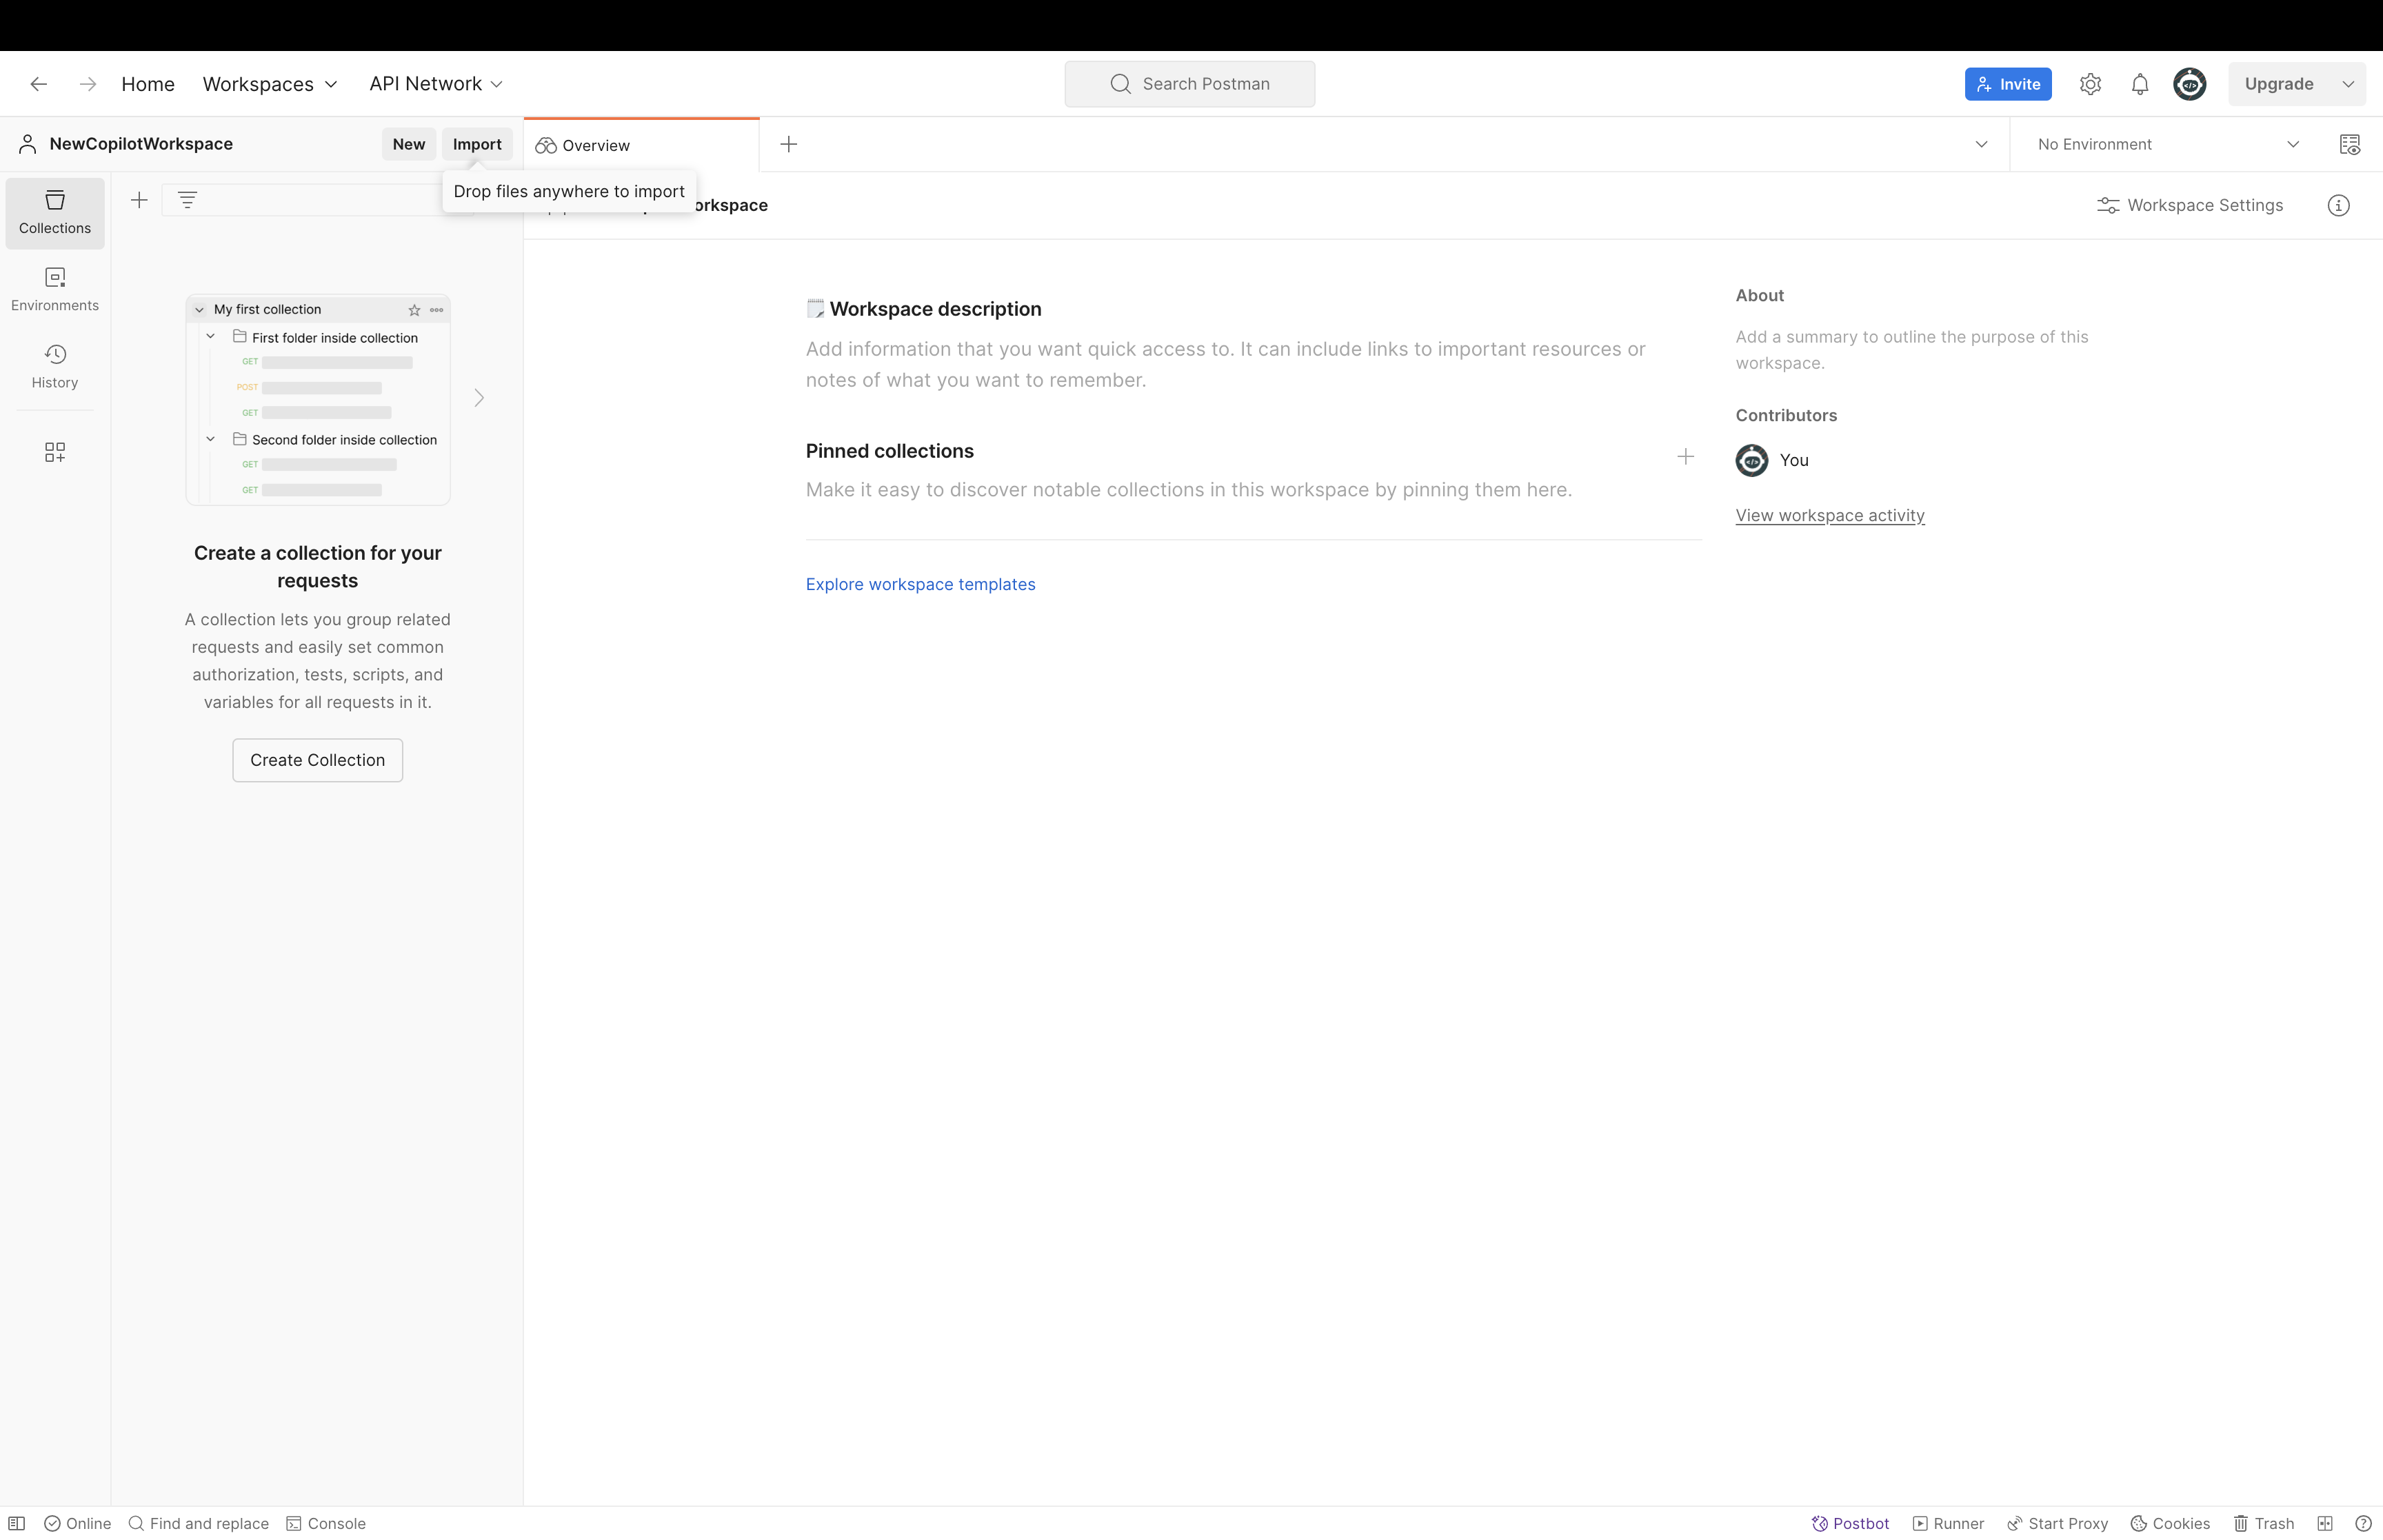 Home Workspaces API Network Search Postman Invite Upgrade
NewCopilotWorkspace New Import Overview No Environment
Drop files anywhere to import
orkspace
Workspace Settings
Collections
Environments
History
My first collection
First folder inside collection
GET
POST
GET
Second folder inside collection
GET
GET
Create a collection for your
requests
A collection lets you group related
requests and easily set common
authorization, tests, scripts, and
variables for all requests in it.
Create Collection
Workspace description
Add information that you want quick access to. It can include links to important resources or
notes of what you want to remember.
Pinned collections
Make it easy to discover notable collections in this workspace by pinning them here.
Explore workspace templates
About
Add a summary to outline the purpose of this
workspace.
Contributors
You
View workspace activity
Online Find and replace Console Postbot Runner Start Proxy Cookies Trash